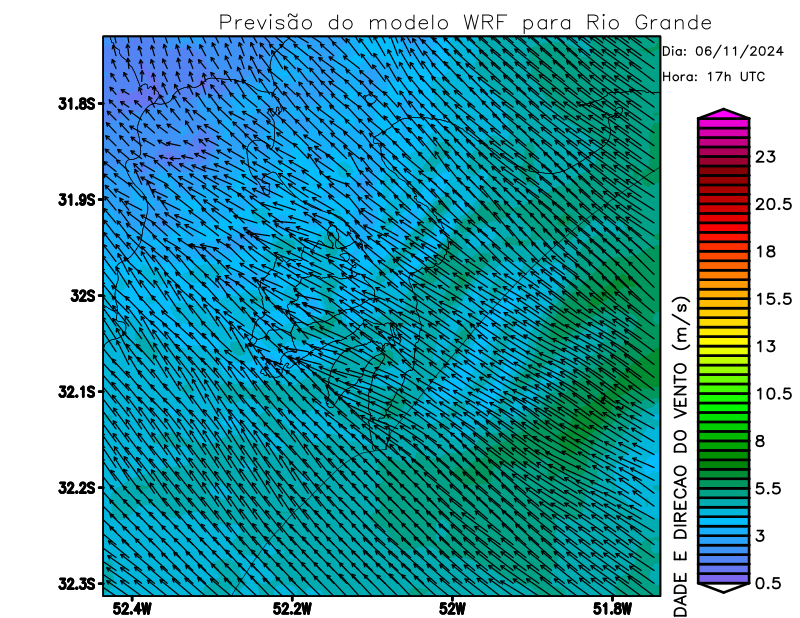 Previsão do modelo WRF para Rio Grande
Dia: 06/11/2024
Hora: 17h UTC
31.8S
31.9S
32S
32.1S
32.2S
32.3S
52.4W
52.2W
52W
51.8W
23
20.5
18
15.5
13
10.5
8
5.5
3
0.5
DADE E DIRECAO DO VENTO (m/s)